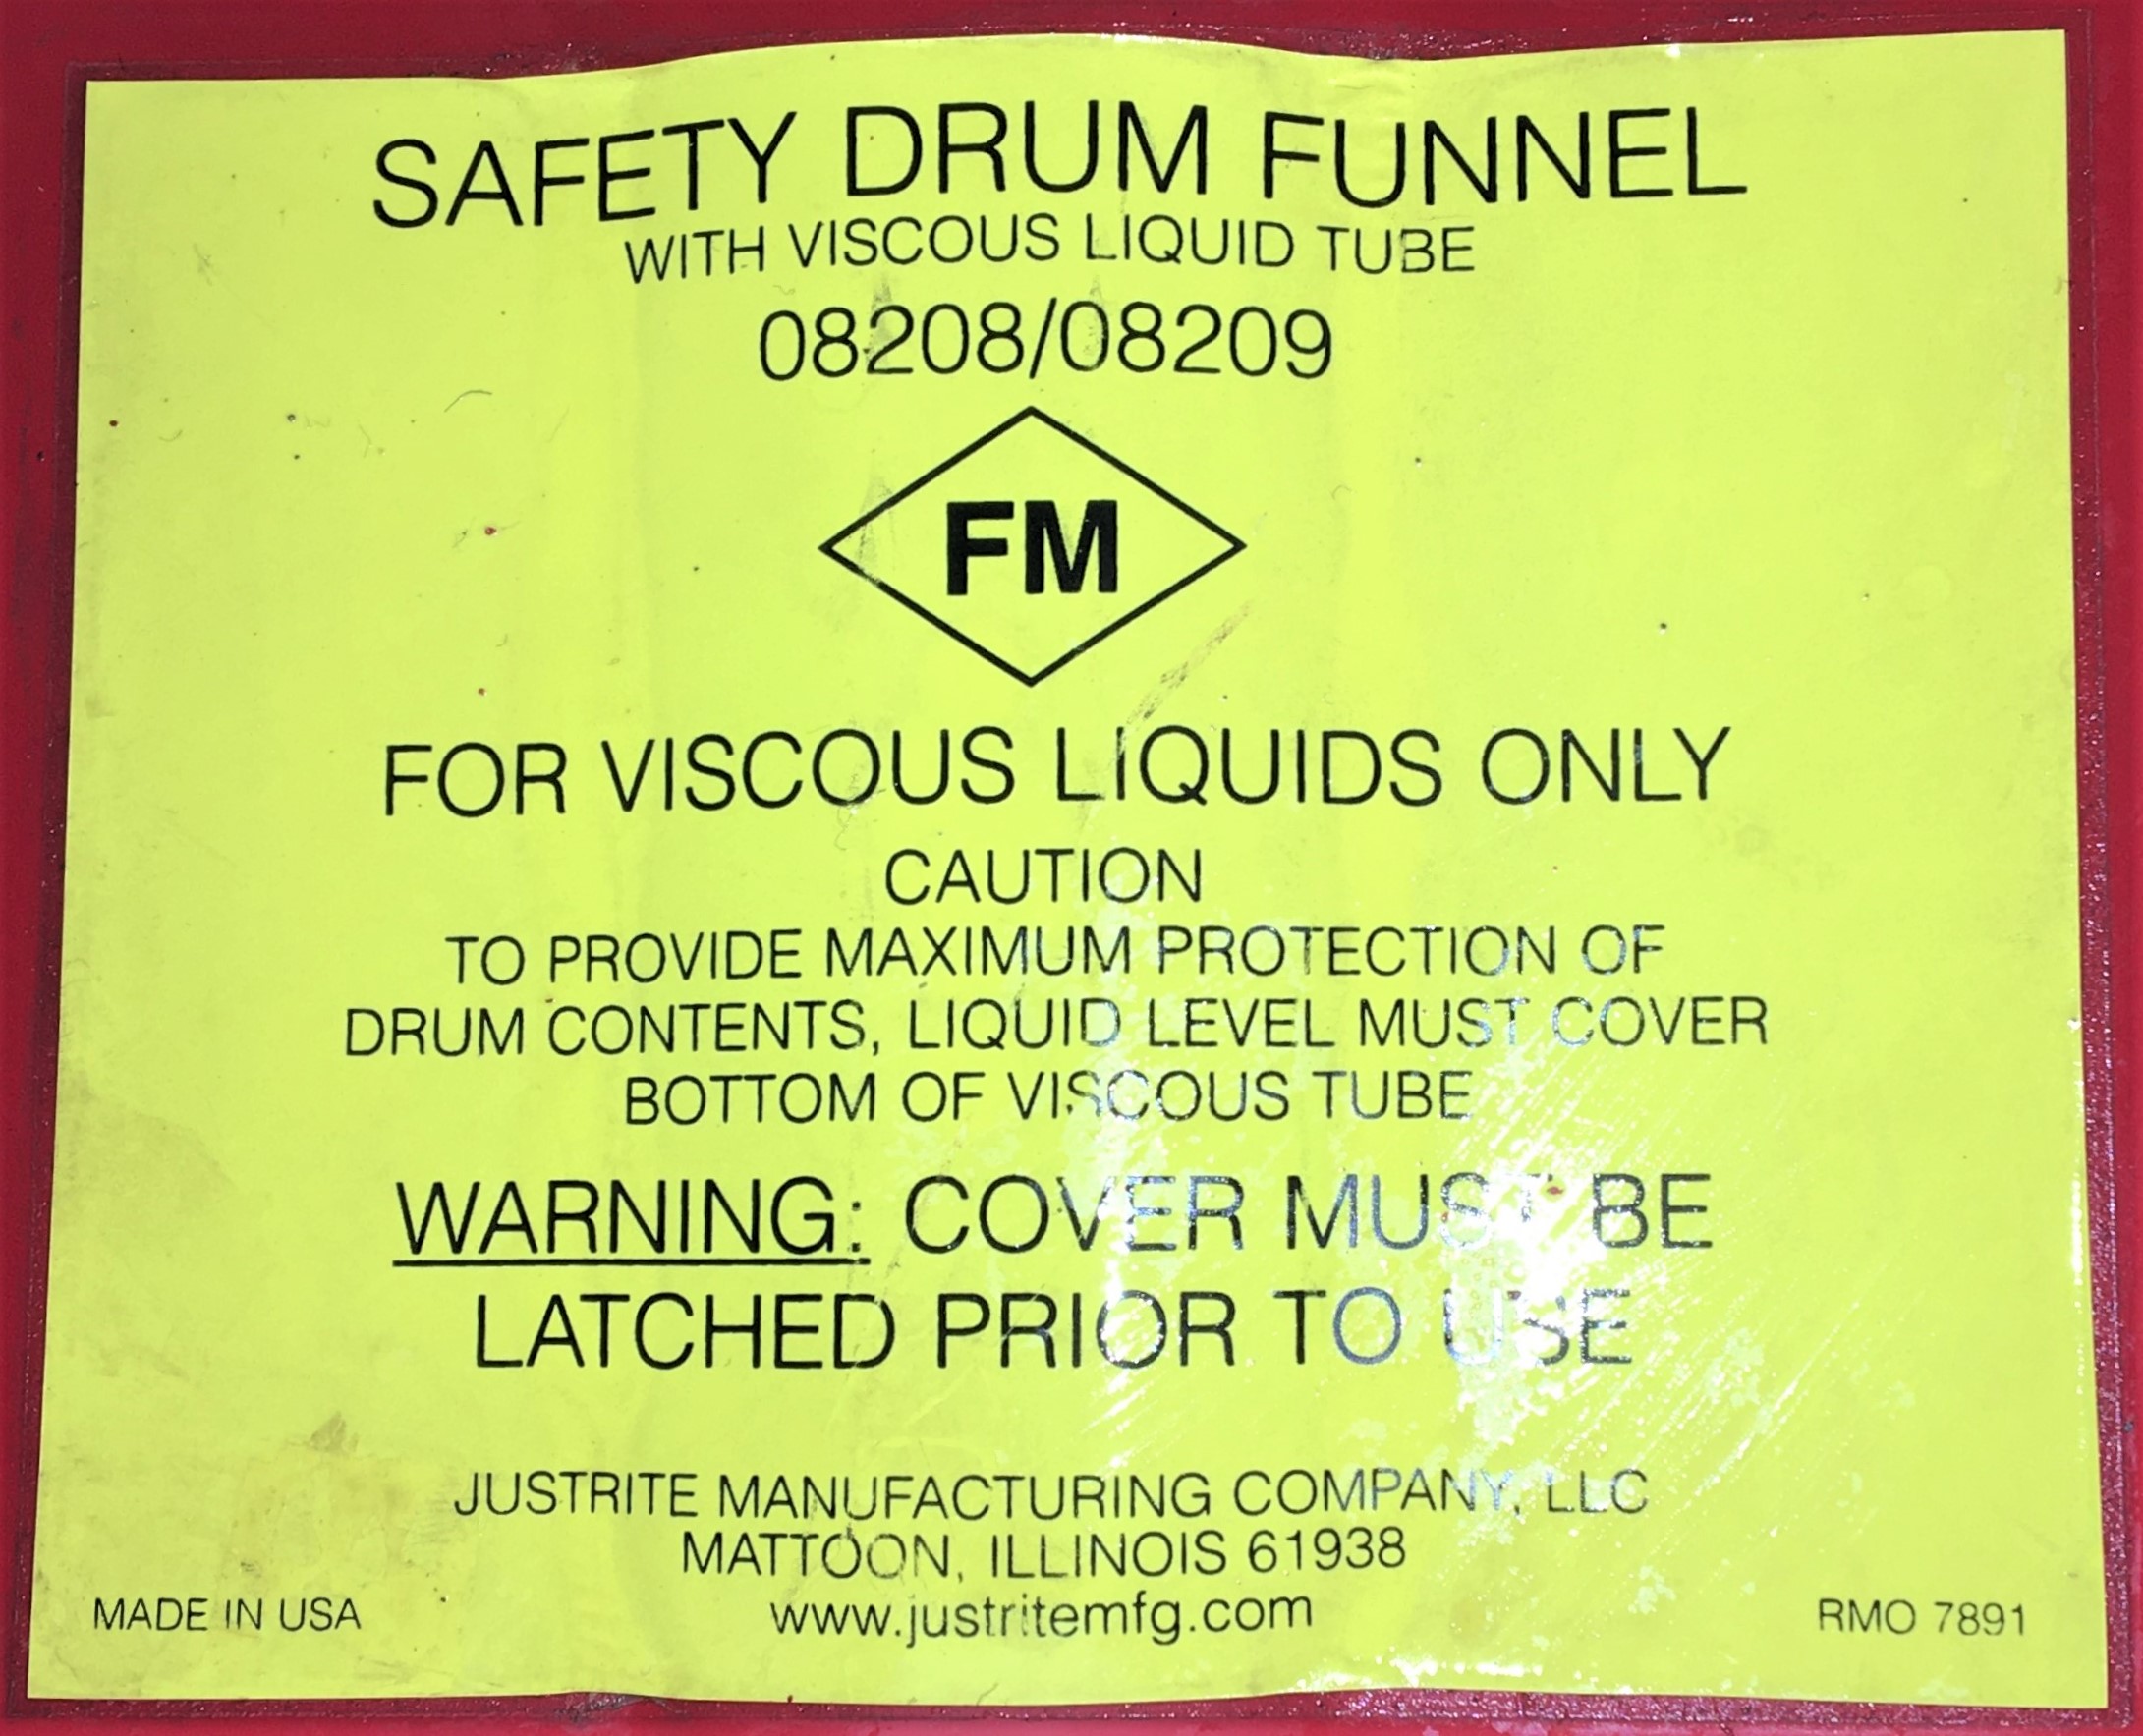 SAFETY DRUM FUNNEL
WITH VISCOUS LIQUID TUBE
08208/08209
FM
FOR VISCOUS LIQUIDS ONLY
CAUTION
TO PROVIDE MAXIMUM PROTECTION OF
DRUM CONTENTS, LIQUID LEVEL MUST COVER
BOTTOM OF VISCOUS TUBE
WARNING: COVER MUST BE
LATCHED PRIOR TO USE
JUSTRITE MANUFACTURING COMPANY, LLC
MATTOON, ILLINOIS 61938
www.justritemfg.com
MADE IN USA
RMO 7891